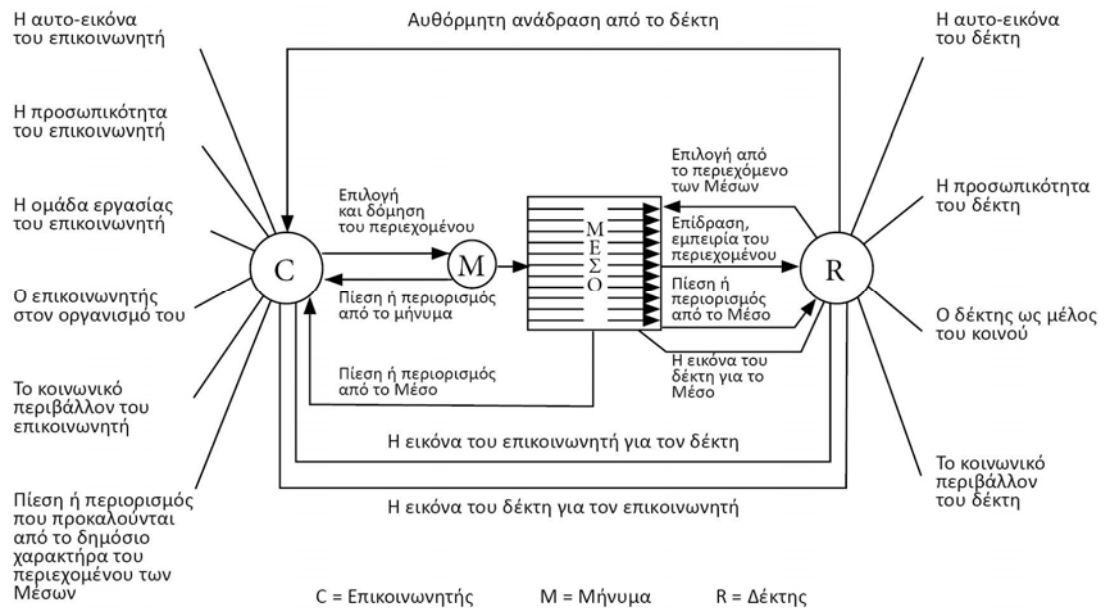 Αυθόρμητη ανάδραση από το δέκτη
Η αυτο-εικόνα
του επικοινωνητή
Η προσωπικότητα
του επικοινωνητή
Η ομάδα εργασίας
του επικοινωνητή
Ο επικοινωνητής
στον οργανισμό του
Το κοινωνικό
περιβάλλον του
επικοινωνητή
Πίεση ή περιορισμός
που προκαλούνται
από το δημόσιο
χαρακτήρα του
περιεχομένου των
Μέσων
C
Επιλογή
και δόμηση
του περιεχομένου
M
Πίεση ή περιορισμός
από το μήνυμα
Πίεση ή περιορισμός
από το Μέσο
ΜΕΣΟ
Επιλογή από
το περιεχόμενο
των Μέσων
Επίδραση,
εμπειρία του
περιεχομένου
Πίεση ή
περιορισμός
από το Μέσο
Η εικόνα του
δέκτη για το
Μέσο
R
Η αυτο-εικόνα
του δέκτη
Η προσωπικότητα
του δέκτη
Ο δέκτης ως μέλος
του κοινού
Το κοινωνικό
περιβάλλον
του δέκτη
Η εικόνα του επικοινωνητή για τον δέκτη
Η εικόνα του δέκτη για τον επικοινωνητή
C = Επικοινωνητής M = Μήνυμα R = Δέκτης